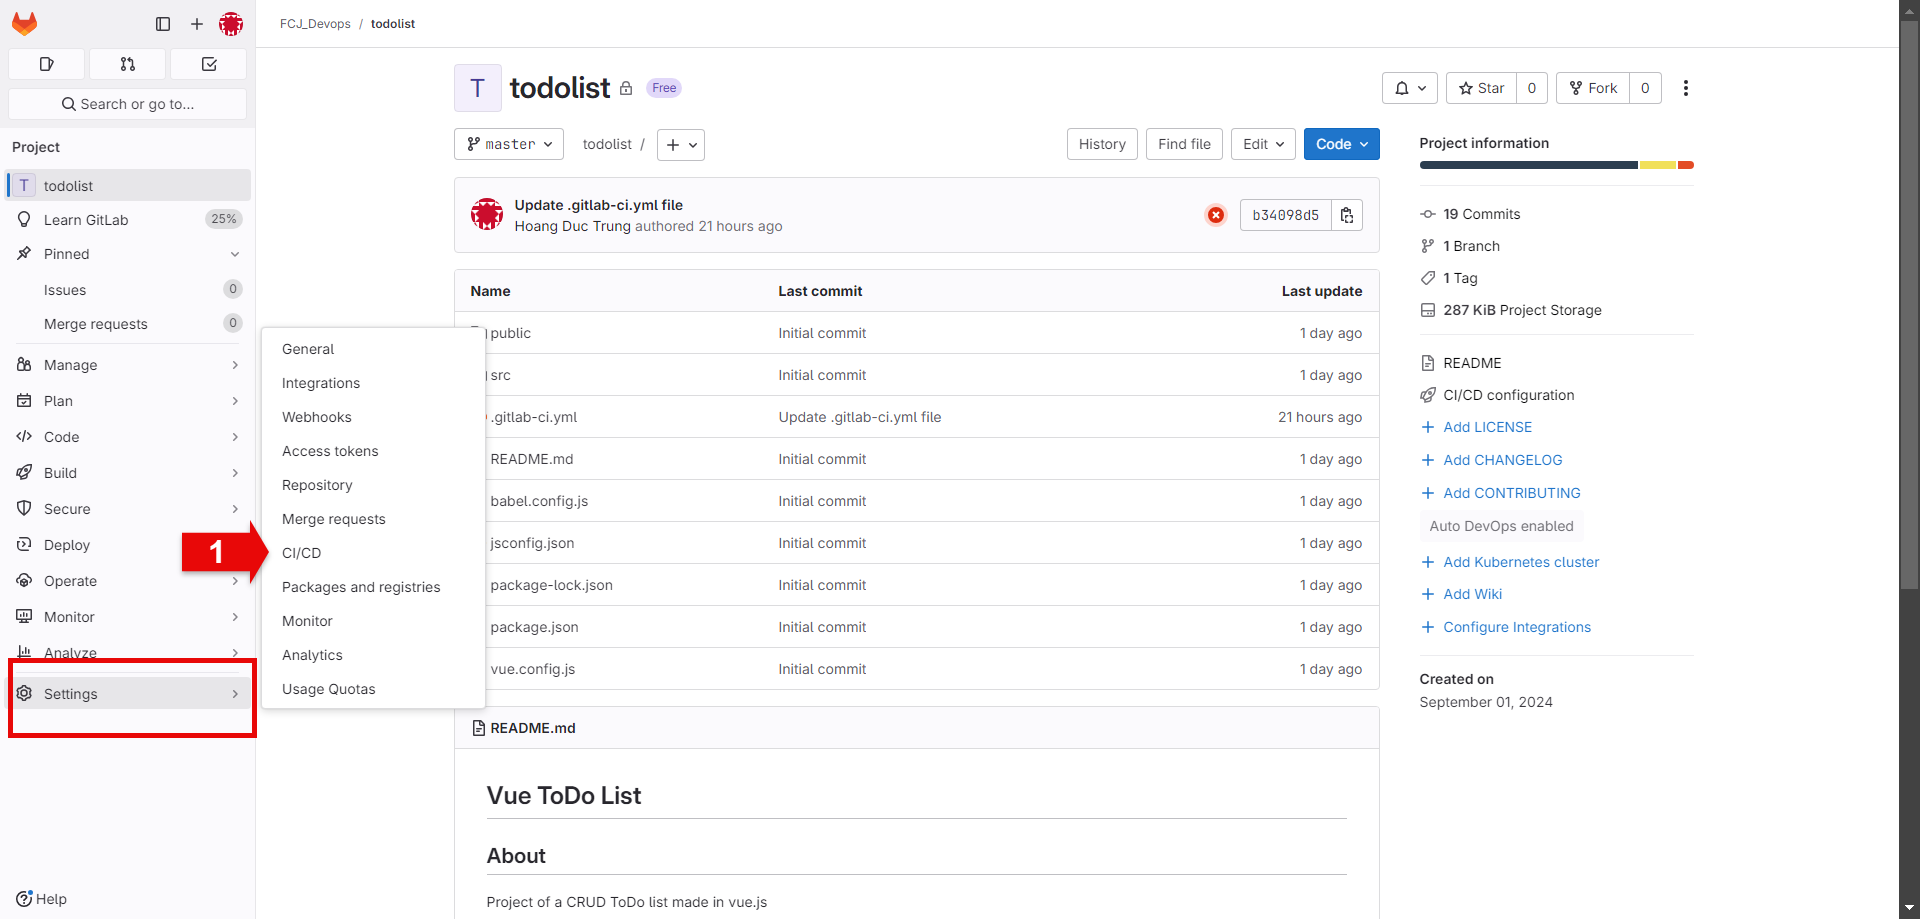 FCJ_Devops / todolist
Search or go to...
Project
T todolist
Learn GitLab 25%
Pinned
Issues 0
Merge requests 0
Manage
Plan
Code
Build
Secure
Deploy
Operate
Monitor
Analyze
Settings
Help
1
General
Integrations
Webhooks
Access tokens
Repository
Merge requests
CI/CD
Packages and registries
Monitor
Analytics
Usage Quotas
T todolist Free
Star 0 Fork 0
master todolist / + History Find file Edit Code
Update .gitlab-ci.yml file
Hoang Duc Trung authored 21 hours ago
b34098d5
Name Last commit Last update
public Initial commit 1 day ago
src Initial commit 1 day ago
.gitlab-ci.yml Update .gitlab-ci.yml file 21 hours ago
README.md Initial commit 1 day ago
babel.config.js Initial commit 1 day ago
jsconfig.json Initial commit 1 day ago
package-lock.json Initial commit 1 day ago
package.json Initial commit 1 day ago
vue.config.js Initial commit 1 day ago
README.md
Vue ToDo List
About
Project of a CRUD ToDo list made in vue.js
Project information
19 Commits
1 Branch
1 Tag
287 KiB Project Storage
README
CI/CD configuration
+ Add LICENSE
+ Add CHANGELOG
+ Add CONTRIBUTING
Auto DevOps enabled
+ Add Kubernetes cluster
+ Add Wiki
+ Configure Integrations
Created on
September 01, 2024